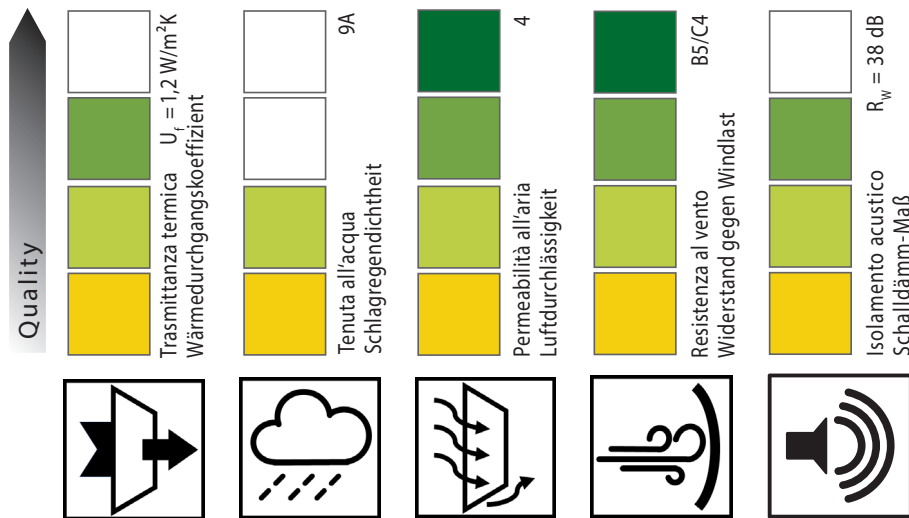 Quality
Trasmittanza termica
Wärmedurchgangskoeffizient
U_f = 1,2 W/m²K
Tenuta all'acqua
Schlagregendichtheit
9A
Permeabilità all'aria
Luftdurchlässigkeit
4
Resistenza al vento
Widerstand gegen Windlast
B5/C4
Isolamento acustico
Schalldämm-Maß
R_w = 38 dB